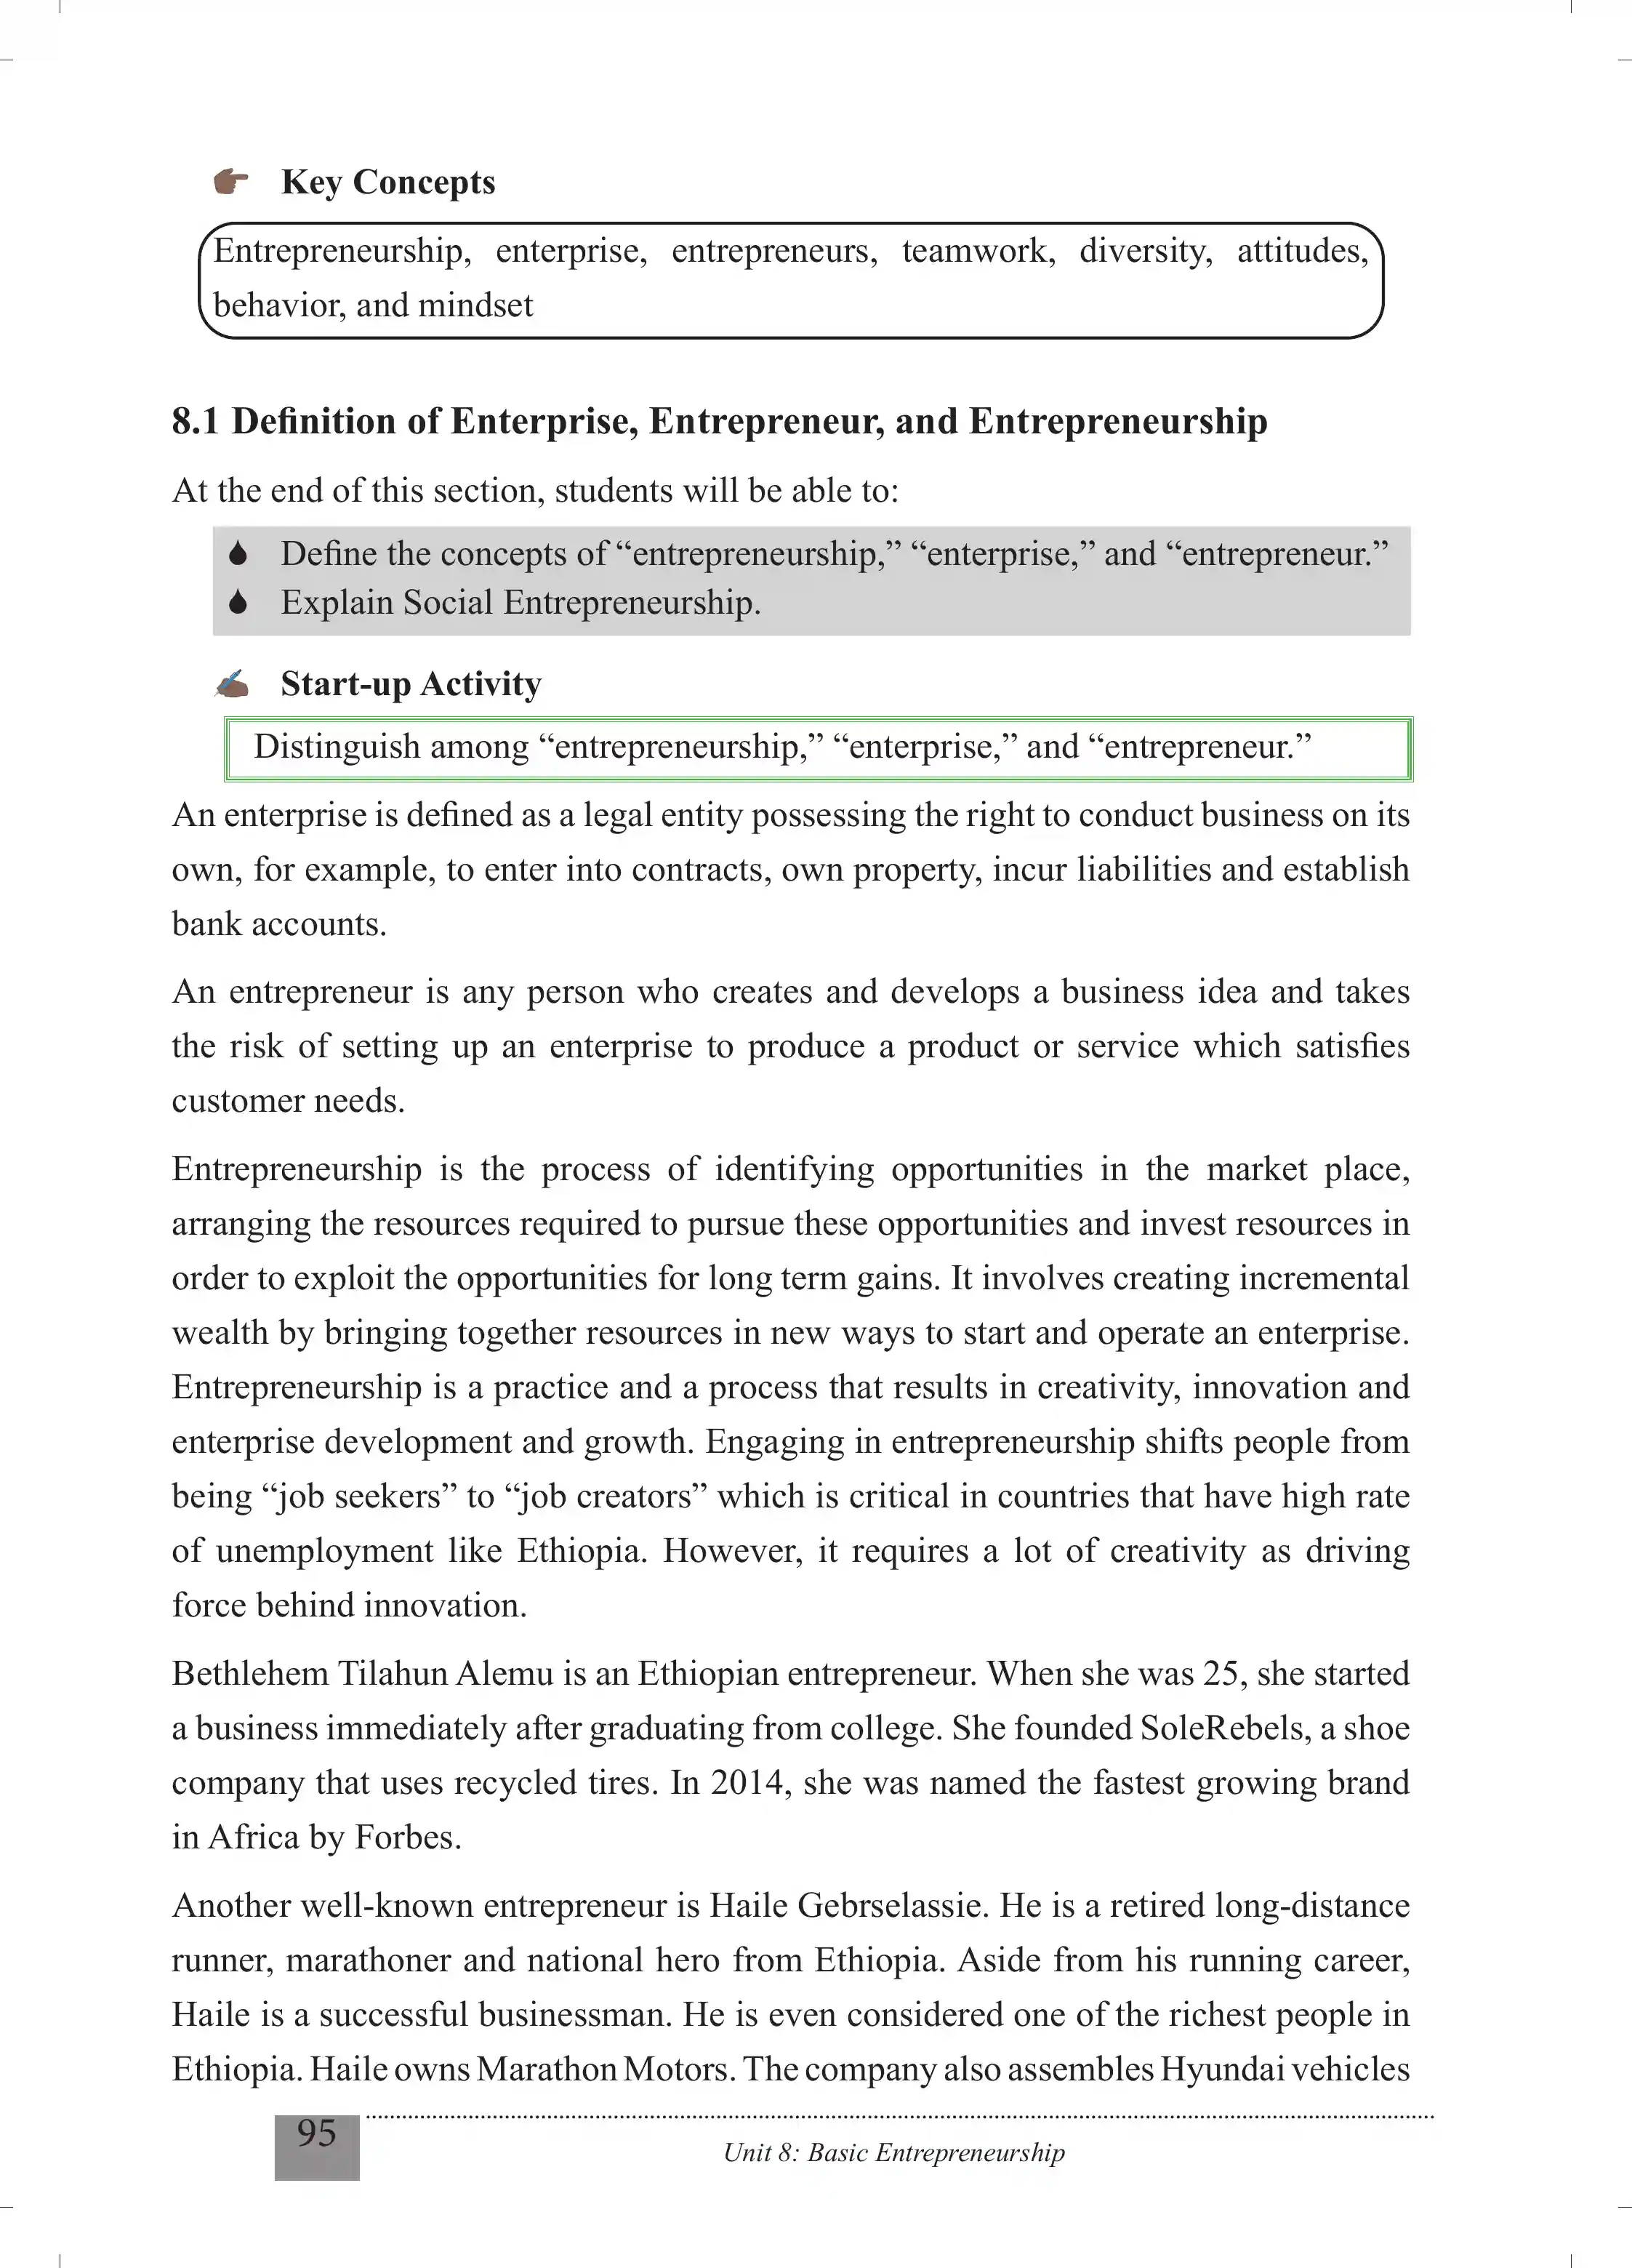 Key Concepts
Entrepreneurship, enterprise, entrepreneurs, teamwork, diversity, attitudes,
behavior, and mindset
8.1 Definition of Enterprise, Entrepreneur, and Entrepreneurship
At the end of this section, students will be able to:
Define the concepts of “entrepreneurship,” “enterprise,” and “entrepreneur.”
Explain Social Entrepreneurship.
Start-up Activity
Distinguish among “entrepreneurship,” “enterprise,” and “entrepreneur.”
An enterprise is defined as a legal entity possessing the right to conduct business on its
own, for example, to enter into contracts, own property, incur liabilities and establish
bank accounts.
An entrepreneur is any person who creates and develops a business idea and takes
the risk of setting up an enterprise to produce a product or service which satisfies
customer needs.
Entrepreneurship is the process of identifying opportunities in the market place,
arranging the resources required to pursue these opportunities and invest resources in
order to exploit the opportunities for long term gains. It involves creating incremental
wealth by bringing together resources in new ways to start and operate an enterprise.
Entrepreneurship is a practice and a process that results in creativity, innovation and
enterprise development and growth. Engaging in entrepreneurship shifts people from
being “job seekers” to “job creators” which is critical in countries that have high rate
of unemployment like Ethiopia. However, it requires a lot of creativity as driving
force behind innovation.
Bethlehem Tilahun Alemu is an Ethiopian entrepreneur. When she was 25, she started
a business immediately after graduating from college. She founded SoleRebels, a shoe
company that uses recycled tires. In 2014, she was named the fastest growing brand
in Africa by Forbes.
Another well-known entrepreneur is Haile Gebrselassie. He is a retired long-distance
runner, marathoner and national hero from Ethiopia. Aside from his running career,
Haile is a successful businessman. He is even considered one of the richest people in
Ethiopia. Haile owns Marathon Motors. The company also assembles Hyundai vehicles
95
Unit 8: Basic Entrepreneurship